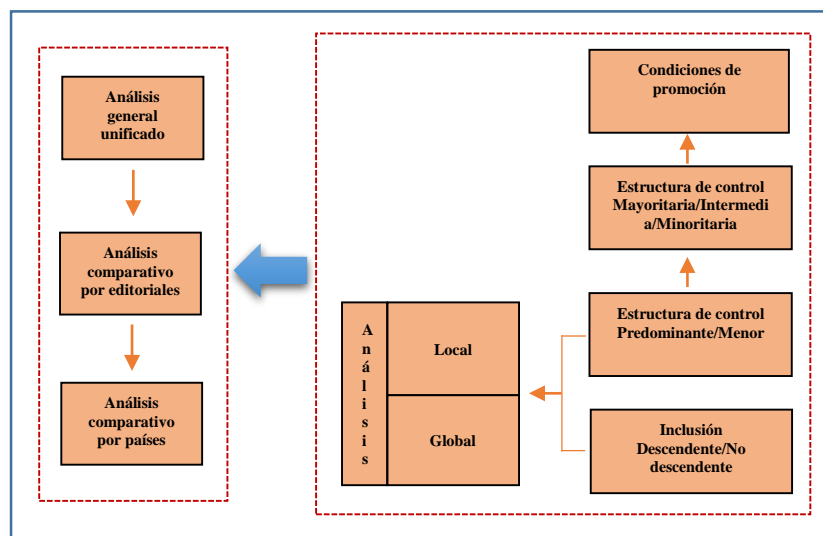 Análisis
general
unificado
Análisis
comparativo
por editoriales
Análisis
comparativo
por países
Condiciones de
promoción
Estructura de control
Mayoritaria/Intermedi
a/Minoritaria
Estructura de control
Predominante/Menor
Inclusión
Descendente/No
descendente
A
n
á
l
i
s
i
s
Local
Global